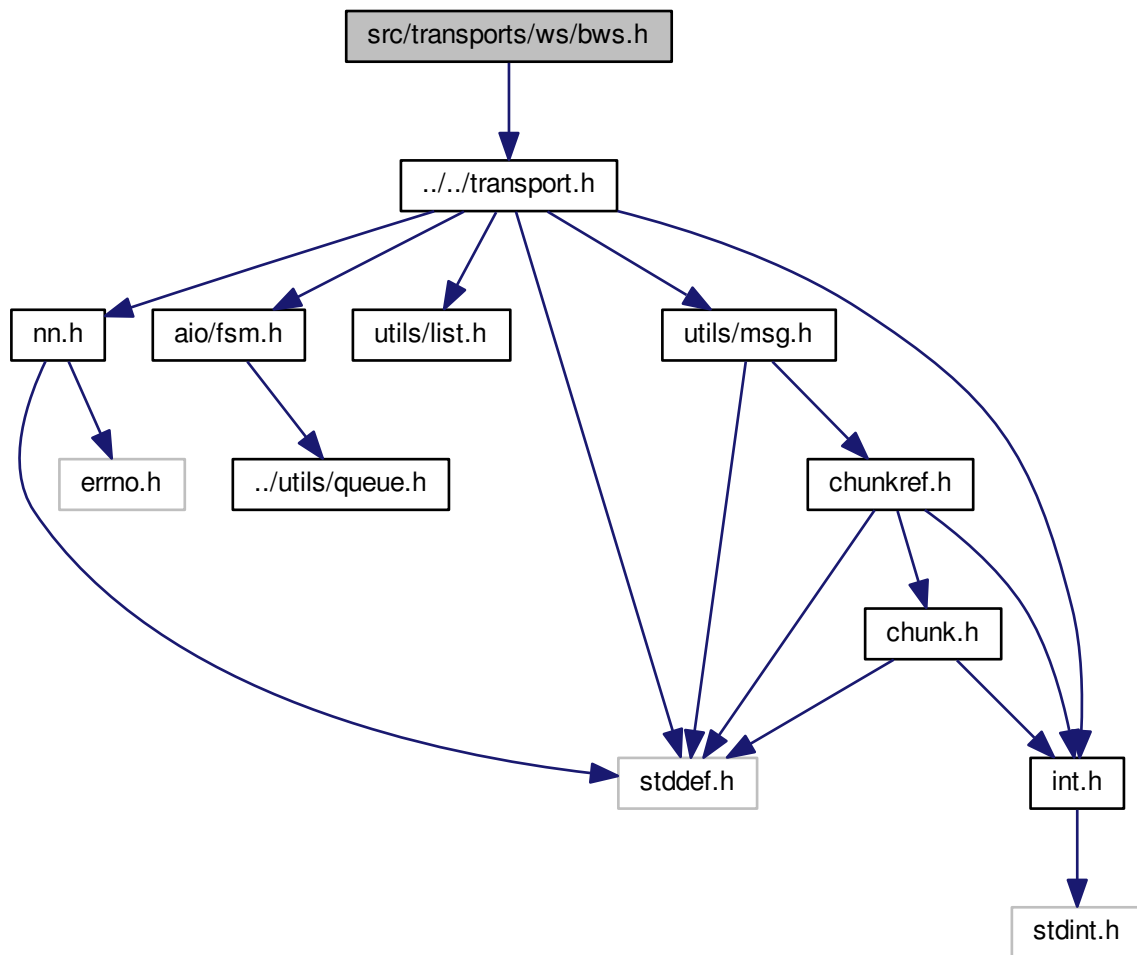 src/transports/ws/bws.h
../../transport.h
nn.h
aio/fsm.h
utils/list.h
utils/msg.h
errno.h
../utils/queue.h
chunkref.h
chunk.h
stddef.h
int.h
stdint.h